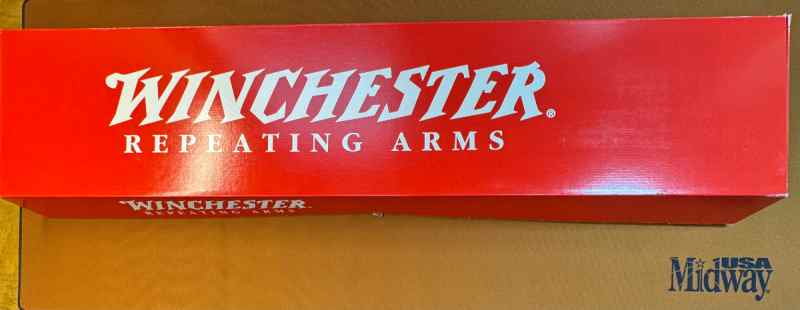 WINCHESTER®
REPEATING ARMS
WINCHESTER.
REPEATING ARMS
MidwayUSA